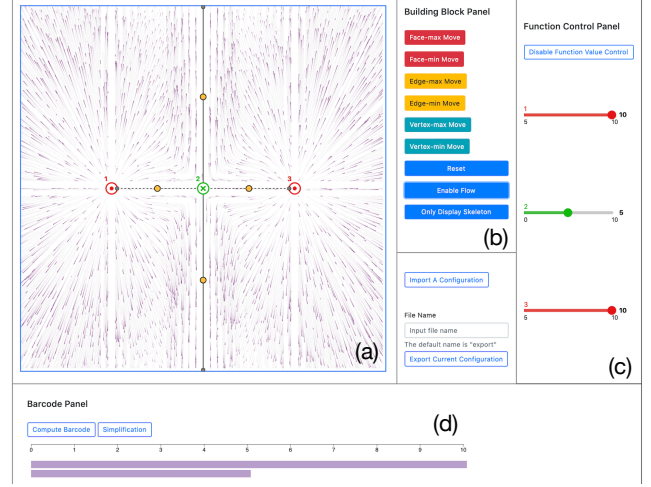 1
2
3
(a)
Building Block Panel
Face-max Move
Face-min Move
Edge-max Move
Edge-min Move
Vertex-max Move
Vertex-min Move
Reset
Enable Flow
Only Display Skeleton
(b)
Import A Configuration
File Name
Input file name
The default name is "export"
Export Current Configuration
Function Control Panel
Disable Function Value Control
1
10
5 10
2
5
0 10
3
10
5 10
(c)
Barcode Panel
(d)
Compute Barcode Simplification
0 1 2 3 4 5 6 7 8 9 10